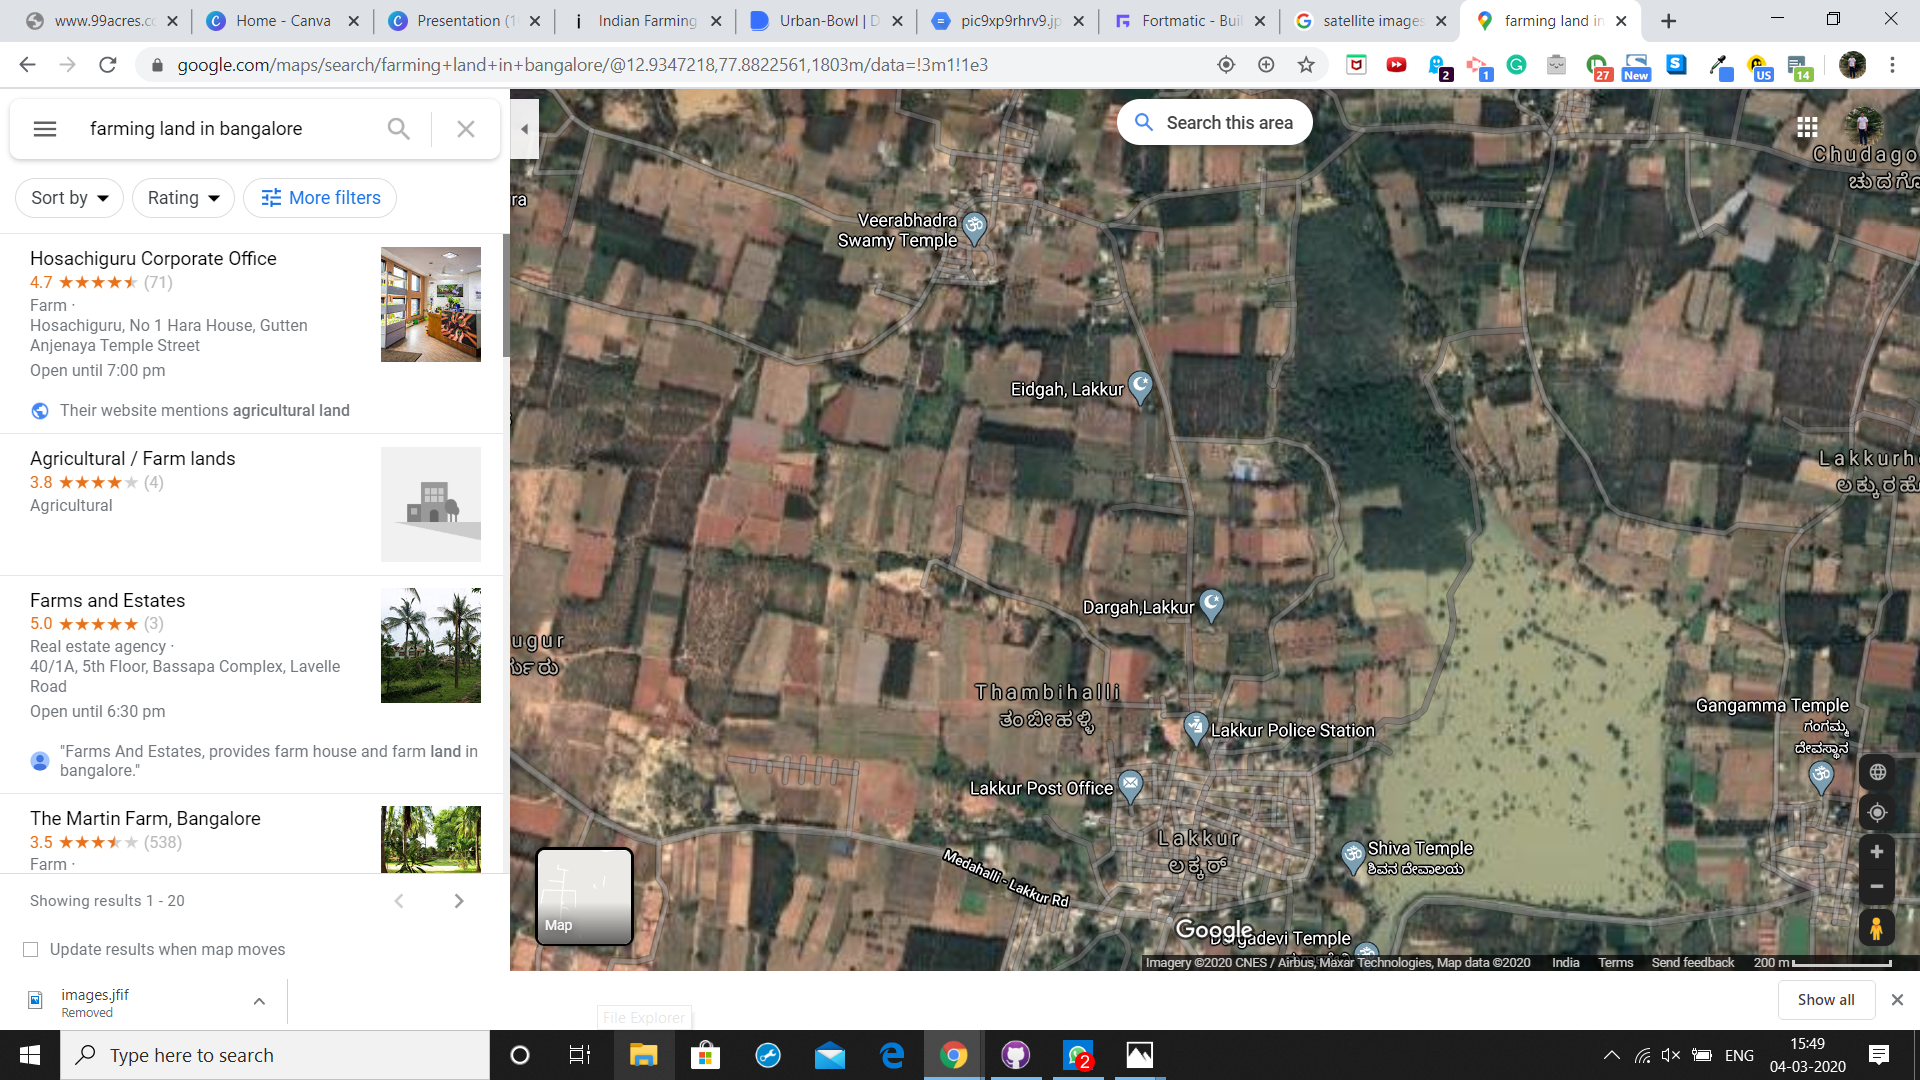 www.99acres.co
Home - Canva
Presentation (1
Indian Farming
Urban-Bowl | D
pic9xp9rhrv9.jp
Fortmatic - Buil
satellite images
farming land in
google.com/maps/search/farming+land+in+bangalore/@12.9347218,77.8822561,1803m/data=!3m1!1e3
2
1
27
New
US
14
farming land in bangalore
Search this area
Sort by
Rating
More filters
Hosachiguru Corporate Office
4.7 (71)
Farm ·
Hosachiguru, No 1 Hara House, Gutten
Anjenaya Temple Street
Open until 7:00 pm
Their website mentions agricultural land
Agricultural / Farm lands
3.8 (4)
Agricultural
Farms and Estates
5.0 (3)
Real estate agency ·
40/1A, 5th Floor, Bassapa Complex, Lavelle
Road
Open until 6:30 pm
"Farms And Estates, provides farm house and farm land in
bangalore."
The Martin Farm, Bangalore
3.5 (538)
Farm ·
Showing results 1 - 20
Update results when map moves
ra
Veerabhadra
Swamy Temple
Chudago
ಚುದಗೊ
Eidgah, Lakkur
Lakkurh
ಲಕ್ಕುರಹೊ
Dargah,Lakkur
ugur
Thambihalli
ತಂಬೀಹಳ್ಳಿ
Gangamma Temple
ಗಂಗಮ್ಮ
ದೇವಸ್ಥಾನ
Lakkur Police Station
Lakkur Post Office
Lakkur
ಲಕ್ಕರ್
Shiva Temple
ಶಿವನ ದೇವಾಲಯ
Medahalli - Lakkur Rd
Map
Google
Durgadevi Temple
Imagery ©2020 CNES / Airbus, Maxar Technologies, Map data ©2020
India
Terms
Send feedback
200 m
images.jfif
Removed
Show all
File Explorer
Type here to search
2
ENG
15:49
04-03-2020